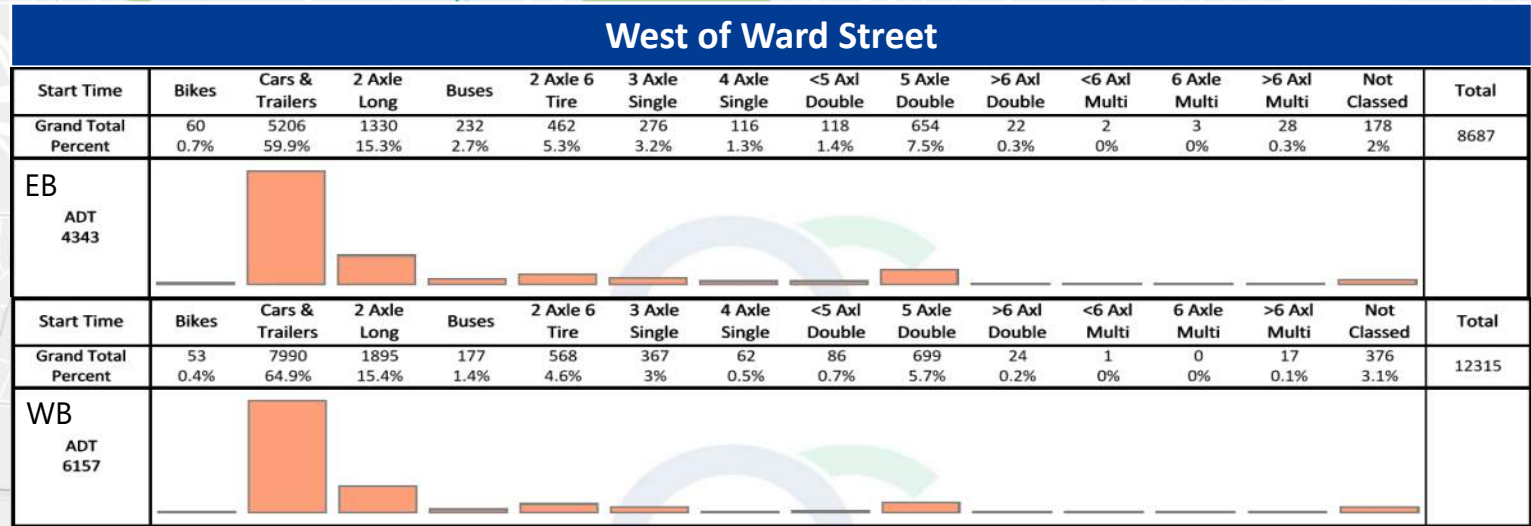 West of Ward Street
Start Time Bikes Cars & Trailers 2 Axle Long Buses 2 Axle 6 Tire 3 Axle Single 4 Axle Single <5 Axl Double 5 Axle Double >6 Axl Double <6 Axl Multi 6 Axle Multi >6 Axl Multi Not Classed Total
Grand Total 60 5206 1330 232 462 276 116 118 654 22 2 3 28 178 8687
Percent 0.7% 59.9% 15.3% 2.7% 5.3% 3.2% 1.3% 1.4% 7.5% 0.3% 0% 0% 0.3% 2%
EB
ADT
4343
Start Time Bikes Cars & Trailers 2 Axle Long Buses 2 Axle 6 Tire 3 Axle Single 4 Axle Single <5 Axl Double 5 Axle Double >6 Axl Double <6 Axl Multi 6 Axle Multi >6 Axl Multi Not Classed Total
Grand Total 53 7990 1895 177 568 367 62 86 699 24 1 0 17 376 12315
Percent 0.4% 64.9% 15.4% 1.4% 4.6% 3% 0.5% 0.7% 5.7% 0.2% 0% 0% 0.1% 3.1%
WB
ADT
6157